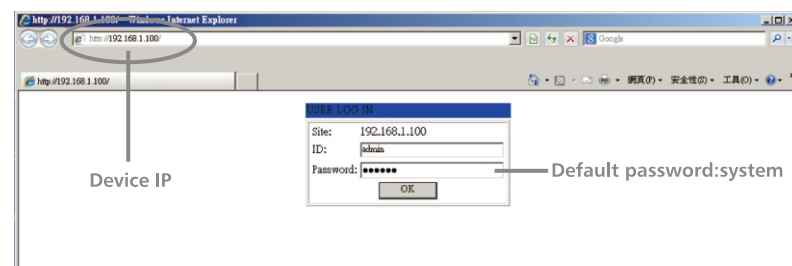 http://192.168.1.100/ - Windows Internet Explorer
http://192.168.1.100/
Google
http://192.168.1.100/
網頁(P)
安全性(S)
工具(O)
USER LOG IN
Site: 192.168.1.100
ID: admin
Password: ●●●●●●
OK
Device IP
Default password:system